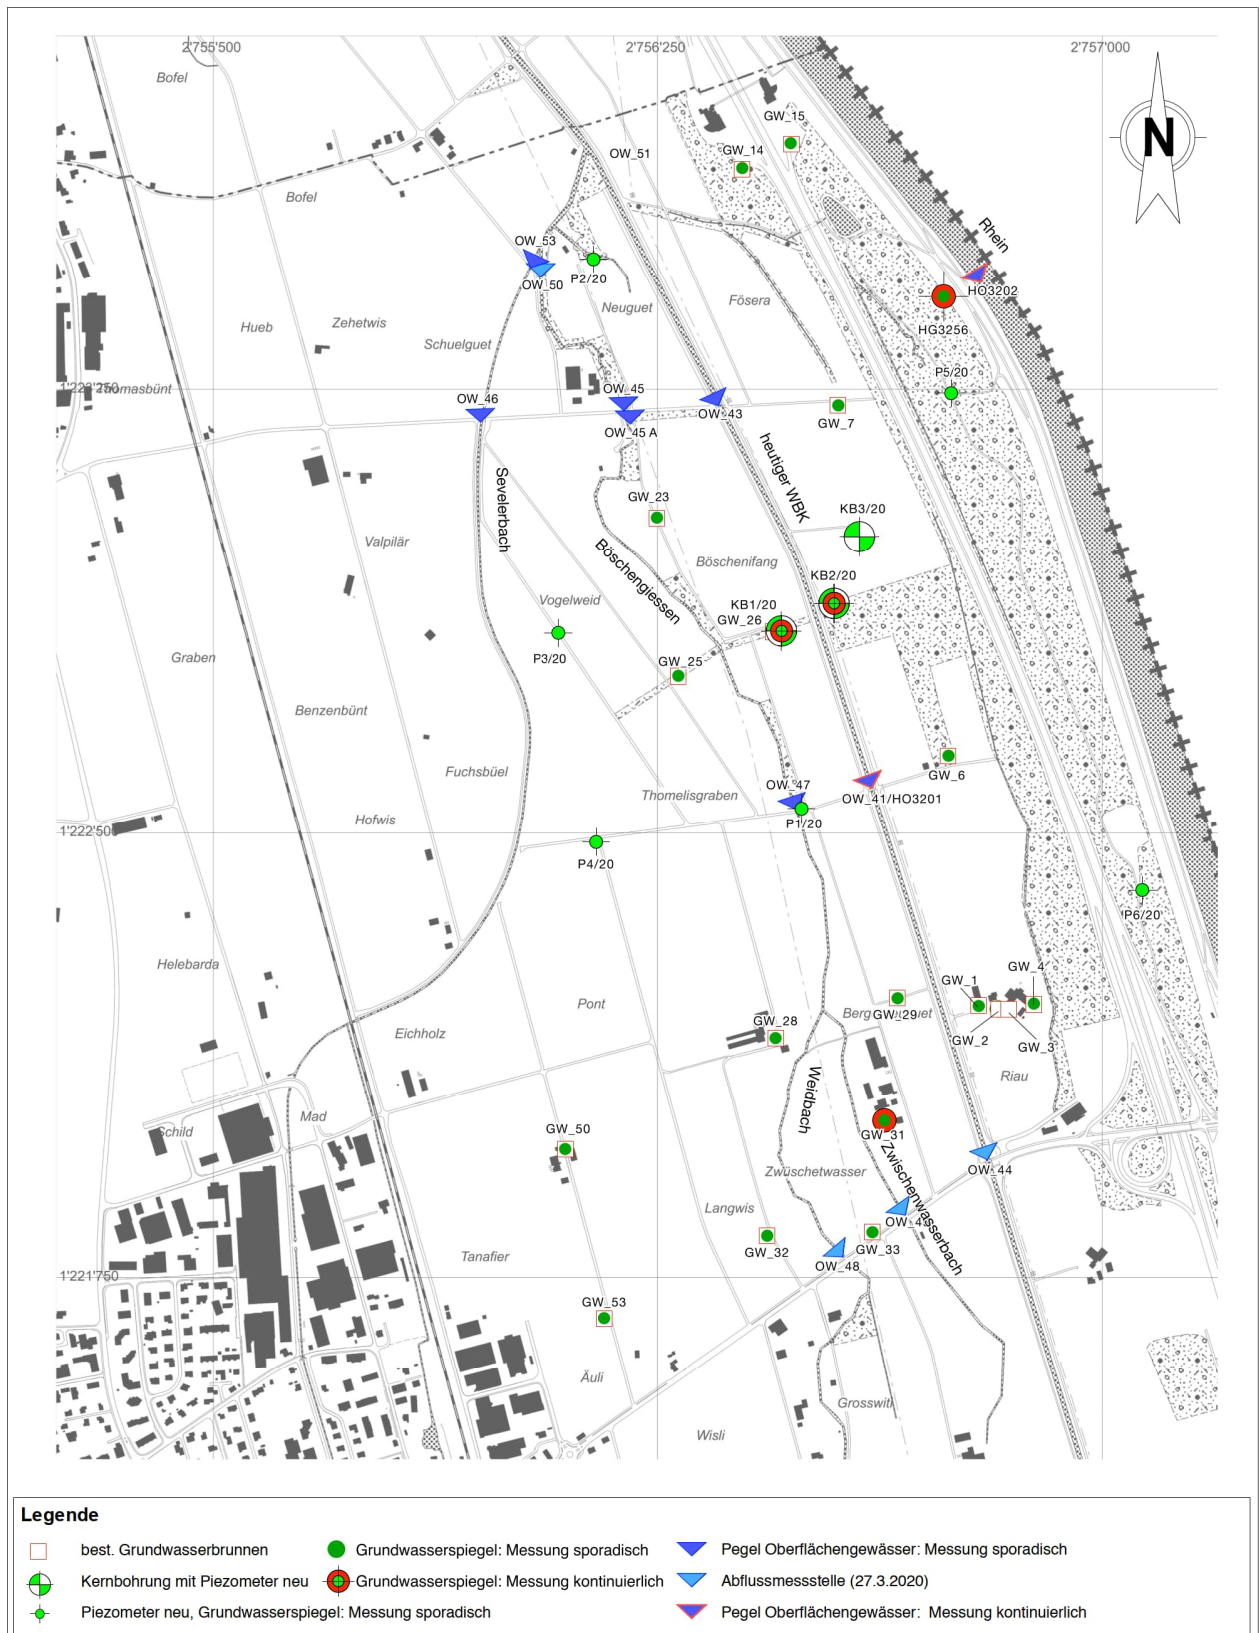 2'755'500
2'756'250
2'757'000
Bofel
GW_15
N
OW_51
GW_14
Bofel
Rhein
OW_53
OW_50
P2/20
HO3202
Neuguet
Fösera
HG3256
Hueb
Zehetwis
Schuelguet
P5/20
Thomasbünt
OW_46
OW_45
OW_43
GW_7
OW_45 A
heutiger WBK
Sevelerbach
GW_23
KB3/20
Valpilär
Böschengiessen
Böschenifang
KB2/20
Vogelweid
KB1/20
GW_26
P3/20
Graben
GW_25
Benzenbünt
Fuchsbüel
GW_6
OW_47
Thomelisgraben
OW_41/HO3201
Hofwis
P1/20
1'222'500
P4/20
P6/20
Helebarda
GW_4
GW_1
Pont
GW_29
GW_28
Eichholz
GW_2
GW_3
Riau
Weidbach
Mad
Schild
GW_50
GW_31
OW_44
Zwüschetwasser
Zwischenwasserbach
Langwis
GW_32
GW_33
Tanafier
OW_48
1'221'750
GW_53
Äuli
Grosswitl
Wisli
Legende
best. Grundwasserbrunnen
Grundwasserspiegel: Messung sporadisch
Pegel Oberflächengewässer: Messung sporadisch
Kernbohrung mit Piezometer neu
Grundwasserspiegel: Messung kontinuierlich
Abflussmessstelle (27.3.2020)
Piezometer neu, Grundwasserspiegel: Messung sporadisch
Pegel Oberflächengewässer: Messung kontinuierlich